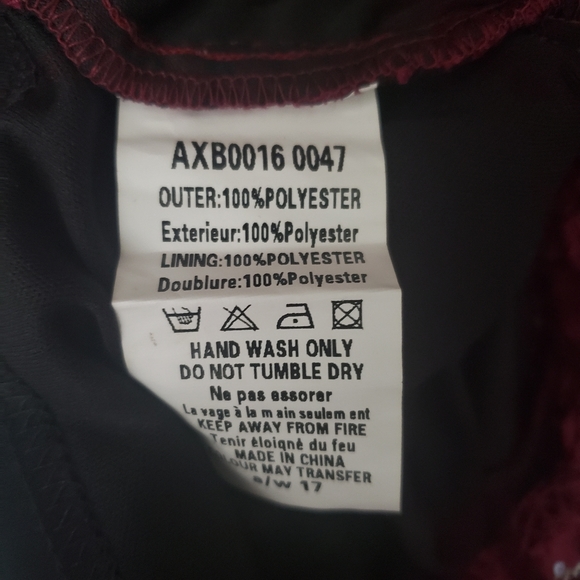 AXB0016 0047
OUTER:100%POLYESTER
Exterieur:100%Polyester
LINING:100%POLYESTER
Doublure:100%Polyester
HAND WASH ONLY
DO NOT TUMBLE DRY
Ne pas essorer
La vage à la m ain seulem ent
KEEP AWAY FROM FIRE
Tenir éloigné du feu
MADE IN CHINA
OUR MAY TRANSFER
a/w 17